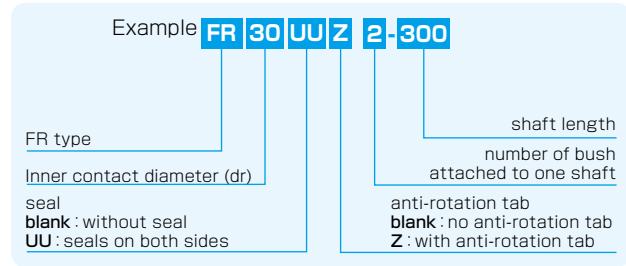 Example FR 30 UU Z 2-300
FR type
Inner contact diameter (dr)
seal
blank : without seal
UU : seals on both sides
shaft length
number of bush
attached to one shaft
anti-rotation tab
blank : no anti-rotation tab
Z : with anti-rotation tab